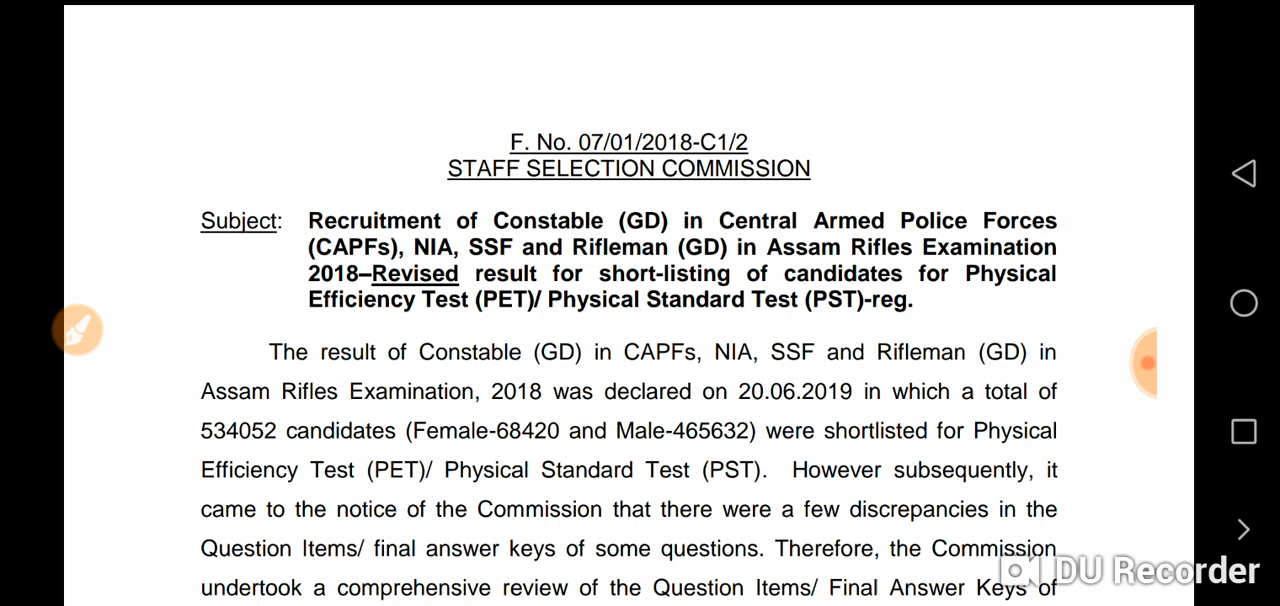 F. No. 07/01/2018-C1/2
STAFF SELECTION COMMISSION
Subject: Recruitment of Constable (GD) in Central Armed Police Forces
(CAPFs), NIA, SSF and Rifleman (GD) in Assam Rifles Examination
2018–Revised result for short-listing of candidates for Physical
Efficiency Test (PET)/ Physical Standard Test (PST)-reg.
The result of Constable (GD) in CAPFs, NIA, SSF and Rifleman (GD) in
Assam Rifles Examination, 2018 was declared on 20.06.2019 in which a total of
534052 candidates (Female-68420 and Male-465632) were shortlisted for Physical
Efficiency Test (PET)/ Physical Standard Test (PST). However subsequently, it
came to the notice of the Commission that there were a few discrepancies in the
Question Items/ final answer keys of some questions. Therefore, the Commission
undertook a comprehensive review of the Question Items/ Final Answer Keys of
DU Recorder